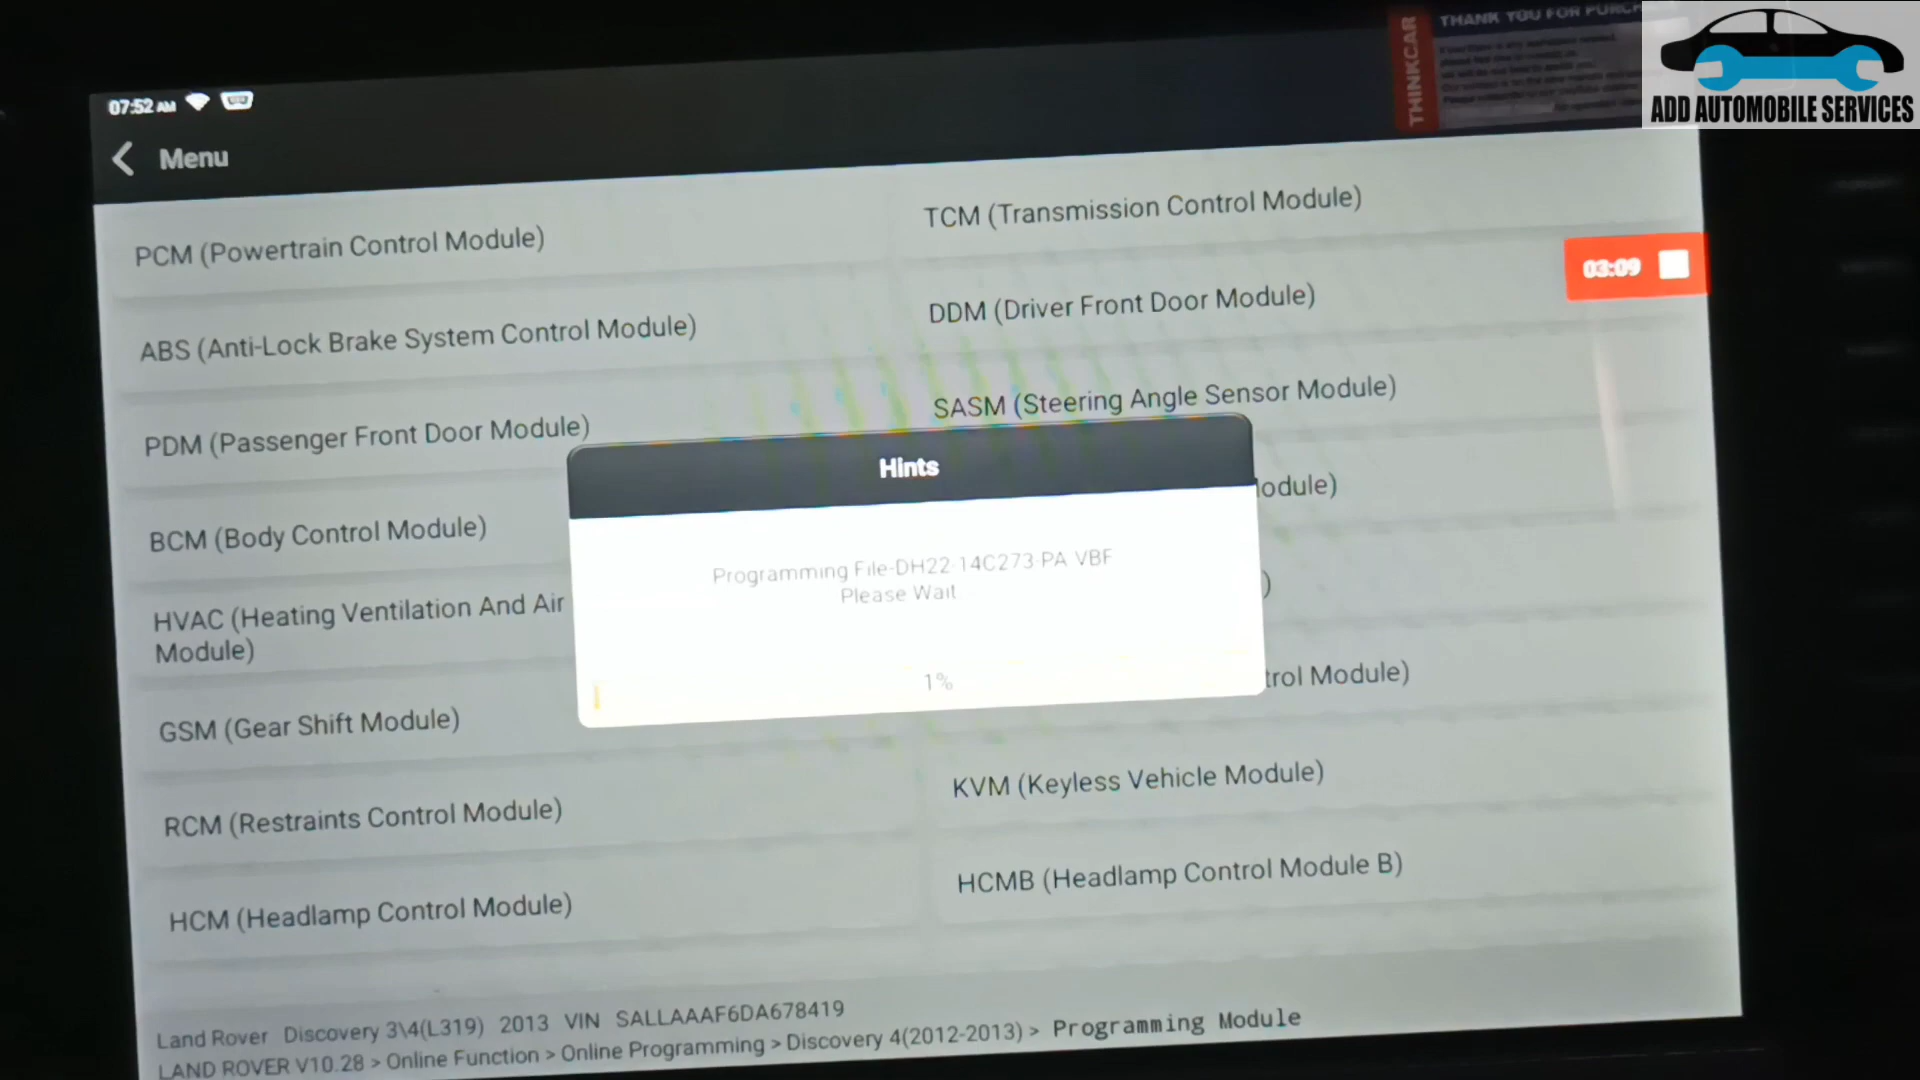 THANK YOU FOR PURCH
THINKCAR
ADD AUTOMOBILE SERVICES
07:52 AM
Menu
PCM (Powertrain Control Module)
TCM (Transmission Control Module)
03:09
ABS (Anti-Lock Brake System Control Module)
DDM (Driver Front Door Module)
PDM (Passenger Front Door Module)
SASM (Steering Angle Sensor Module)
Hints
BCM (Body Control Module)
odule)
Programming File-DH22-14C273-PA VBF
Please Wait
HVAC (Heating Ventilation And Air
Module)
)
1%
GSM (Gear Shift Module)
trol Module)
RCM (Restraints Control Module)
KVM (Keyless Vehicle Module)
HCM (Headlamp Control Module)
HCMB (Headlamp Control Module B)
Land Rover Discovery 3\4(L319) 2013 VIN SALLAAAF6DA678419
LAND ROVER V10.28 > Online Function > Online Programming > Discovery 4(2012-2013) > Programming Module